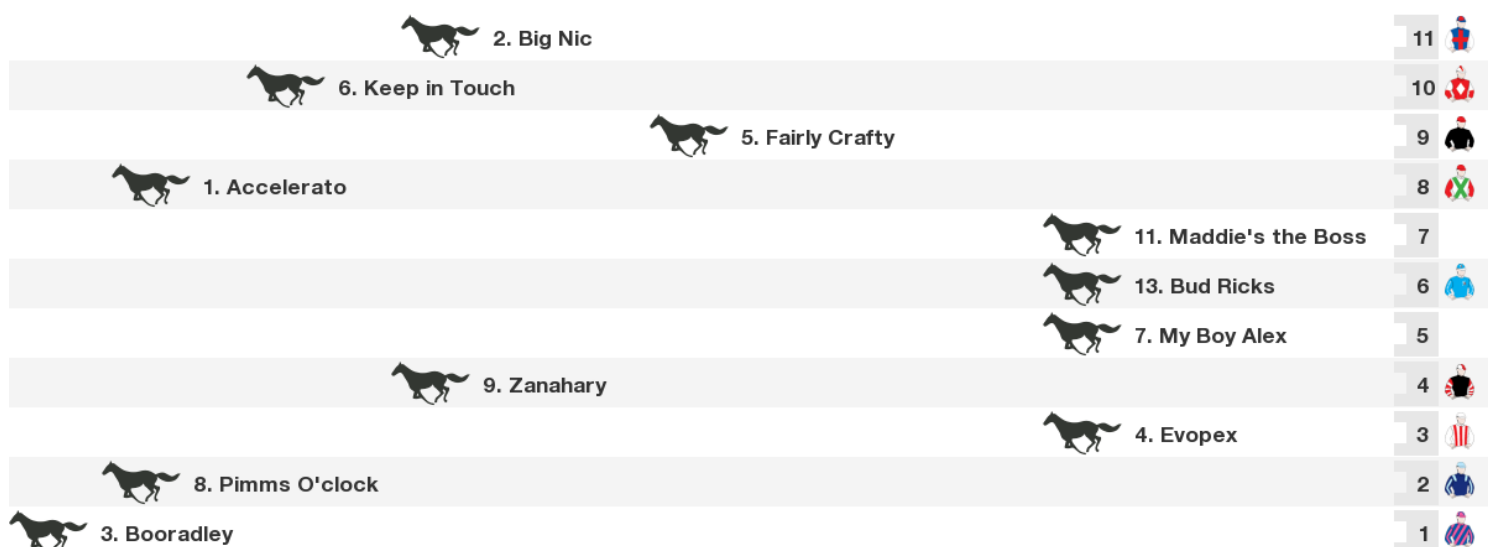 2. Big Nic 11
6. Keep in Touch 10
5. Fairly Crafty 9
1. Accelerato 8
11. Maddie's the Boss 7
13. Bud Ricks 6
7. My Boy Alex 5
9. Zanahary 4
4. Evopex 3
8. Pimms O'clock 2
3. Booradley 1